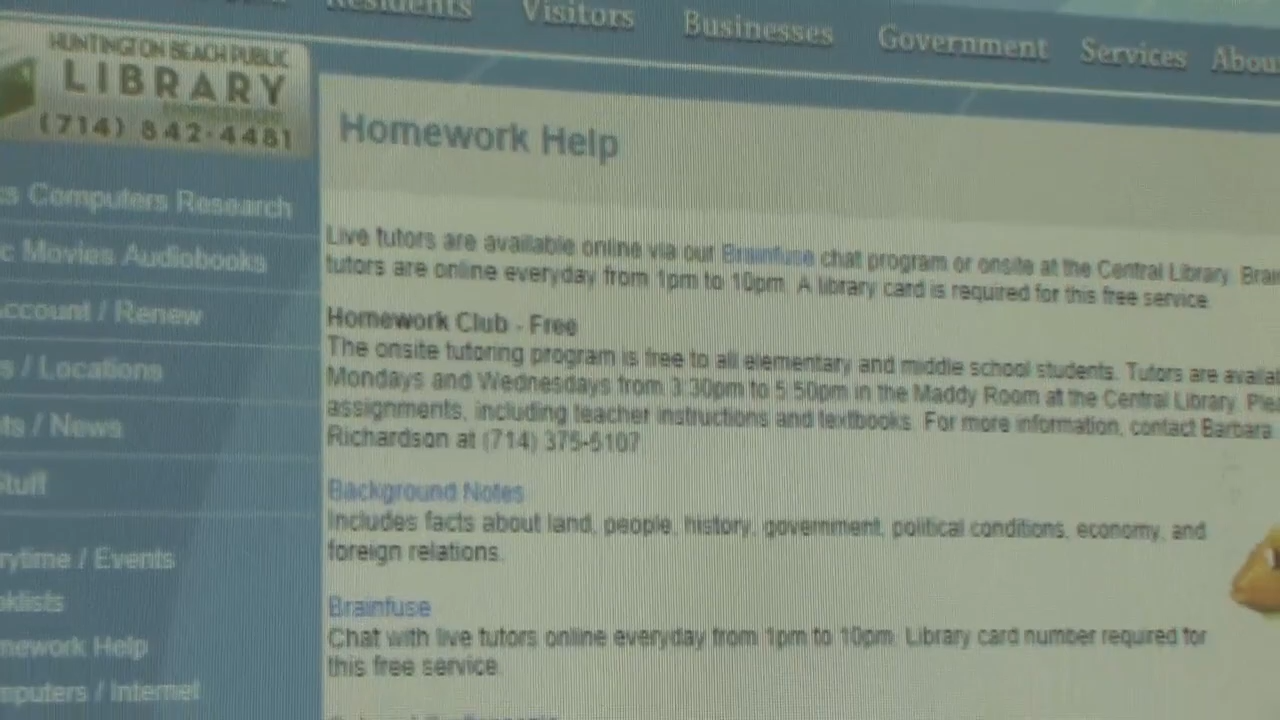 Residents Visitors Businesses Government Services Abou
HUNTINGTON BEACH PUBLIC
LIBRARY
(714) 842-4481
Computers Research
Movies Audiobooks
Account / Renew
/ Locations
/ News
Stuff
/ Events
Homework Help
/ Internet
Homework Help
Live tutors are available online via our Brainfuse chat program or onsite at the Central Library. Brai
tutors are online everyday from 1pm to 10pm. A library card is required for this free service.
Homework Club - Free
The onsite tutoring program is free to all elementary and middle school students. Tutors are availa
Mondays and Wednesdays from 3:30pm to 5:50pm in the Maddy Room at the Central Library. Plea
assignments, including teacher instructions and textbooks. For more information, contact Barbara
Richardson at (714) 375-5107
Background Notes
Includes facts about land, people, history, government, political conditions, economy, and
foreign relations.
Brainfuse
Chat with live tutors online everyday from 1pm to 10pm. Library card number required for
this free service.